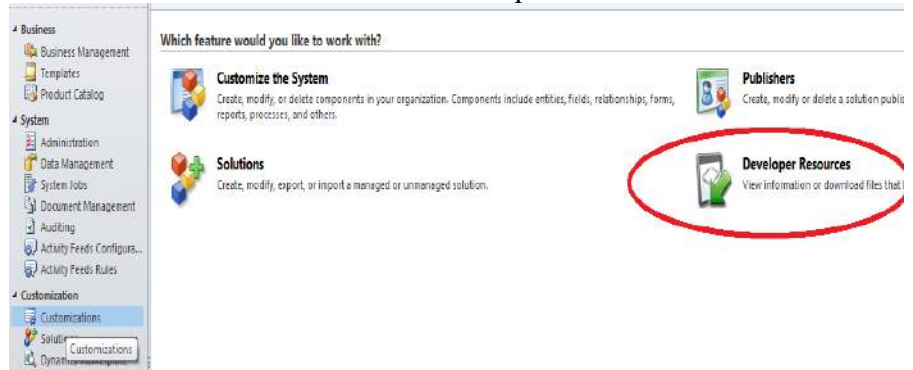 Business
Business Management
Templates
Product Catalog
System
Administration
Data Management
System Jobs
Document Management
Auditing
Activity Feeds Configura...
Activity Feeds Rules
Customization
Customizations
Customizations
Which feature would you like to work with?
Customize the System
Create, modify, or delete components in your organization. Components include entities, fields, relationships, forms,
reports, processes, and others.
Solutions
Create, modify, export, or import a managed or unmanaged solution.
Publishers
Create, modify or delete a solution publis
Developer Resources
View information or download files that